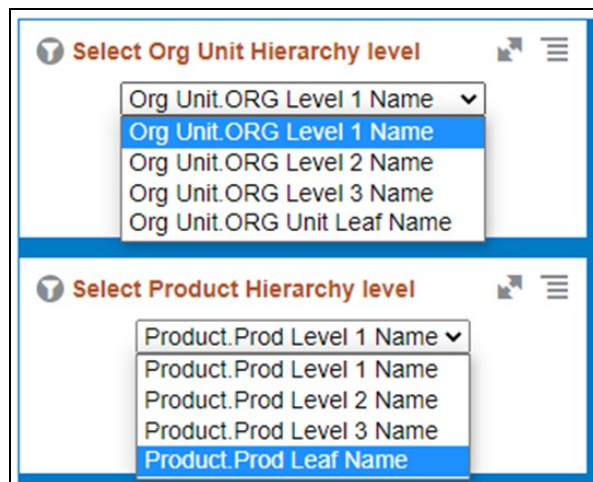 Select Org Unit Hierarchy level
Org Unit.ORG Level 1 Name
Org Unit.ORG Level 1 Name
Org Unit.ORG Level 2 Name
Org Unit.ORG Level 3 Name
Org Unit.ORG Unit Leaf Name
Select Product Hierarchy level
Product.Prod Level 1 Name
Product.Prod Level 1 Name
Product.Prod Level 2 Name
Product.Prod Level 3 Name
Product.Prod Leaf Name